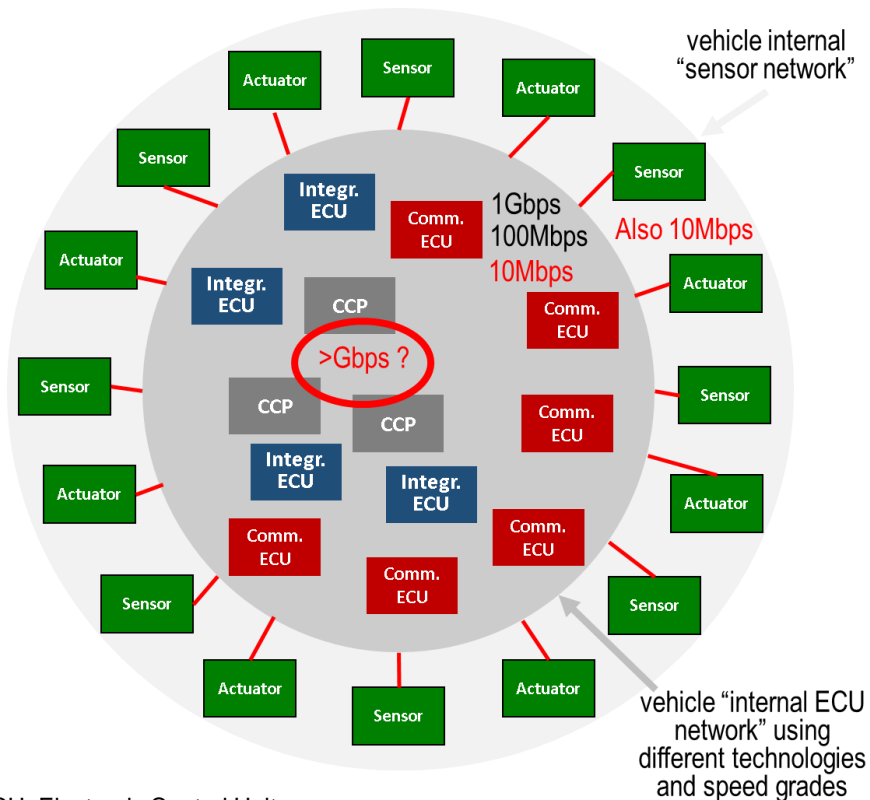 vehicle internal
“sensor network”
Sensor
Actuator
Actuator
Sensor
Sensor
Integr.
ECU
Comm.
ECU
1Gbps
100Mbps
10Mbps
Also 10Mbps
Actuator
Actuator
Integr.
ECU
CCP
Comm.
ECU
>Gbps ?
Sensor
Sensor
CCP
CCP
Comm.
ECU
Integr.
ECU
Integr.
ECU
Actuator
Actuator
Comm.
ECU
Comm.
ECU
Comm.
ECU
Sensor
Sensor
Actuator
Actuator
Sensor
vehicle “internal ECU
network” using
different technologies
and speed grades